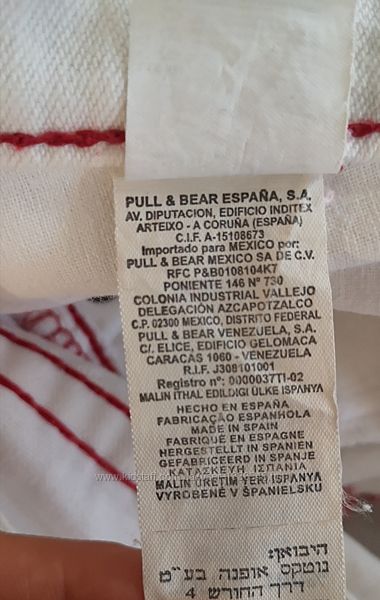 PULL & BEAR ESPAÑA, S.A.
AV. DIPUTACION, EDIFICIO INDITEX
ARTEIXO - A CORUÑA (ESPAÑA)
C.I.F. A-15108673
Importado para MEXICO por:
PULL & BEAR MEXICO SA DE C.V.
RFC P&B0108104K7
PONIENTE 146 Nº 730
COLONIA INDUSTRIAL VALLEJO
DELEGACIÓN AZCAPOTZALCO
C.P. 02300 MEXICO, DISTRITO FEDERAL
PULL & BEAR VENEZUELA, S.A.
C/. ELICE, EDIFICIO GELOMACA
CARACAS 1060 - VENEZUELA
R.I.F. J308101001
Registro nº: 0000037TI-02
MALIN ITHAL EDILDIGI ÜLKE ISPANYA
HECHO EN ESPAÑA
FABRICAÇÃO ESPANHOLA
MADE IN SPAIN
FABRIQUÉ EN ESPAGNE
HERGESTELLT IN SPANIEN
GEFABRICEERD IN SPANJE
ΚΑΤΑΣΚΕΥΗ ΙΣΠΑΝΙΑ
MALIN ÜRETIM YERI ISPANYA
VYROBENÉ V ŠPANIELSKU
היבואן:
נוטקס אופנה בע"ט
דרך החורש 4